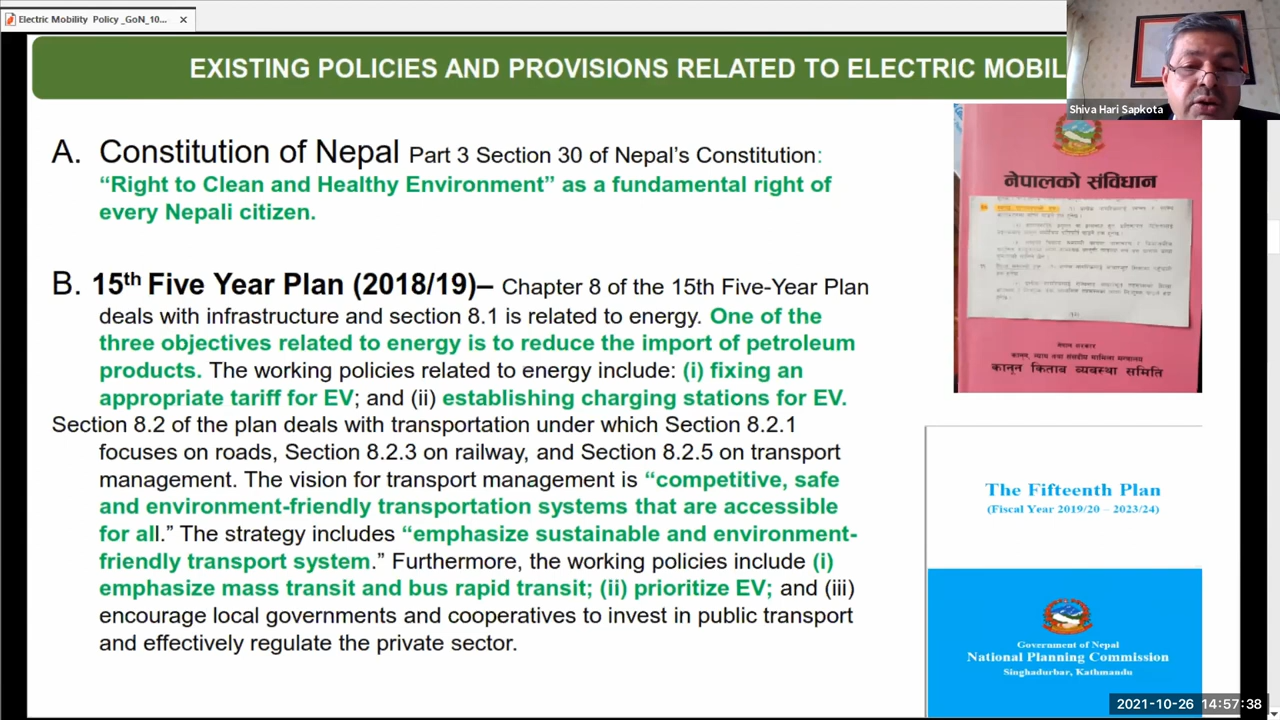 Electric Mobility Policy _GoN_10...
EXISTING POLICIES AND PROVISIONS RELATED TO ELECTRIC MOBIL
Shiva Hari Sapkota
A. Constitution of Nepal Part 3 Section 30 of Nepal’s Constitution:
“Right to Clean and Healthy Environment” as a fundamental right of
every Nepali citizen.
B. 15th Five Year Plan (2018/19)– Chapter 8 of the 15th Five-Year Plan
deals with infrastructure and section 8.1 is related to energy. One of the
three objectives related to energy is to reduce the import of petroleum
products. The working policies related to energy include: (i) fixing an
appropriate tariff for EV; and (ii) establishing charging stations for EV.
Section 8.2 of the plan deals with transportation under which Section 8.2.1
focuses on roads, Section 8.2.3 on railway, and Section 8.2.5 on transport
management. The vision for transport management is “competitive, safe
and environment-friendly transportation systems that are accessible
for all.” The strategy includes “emphasize sustainable and environment-
friendly transport system.” Furthermore, the working policies include (i)
emphasize mass transit and bus rapid transit; (ii) prioritize EV; and (iii)
encourage local governments and cooperatives to invest in public transport
and effectively regulate the private sector.
नेपालको संविधान
नेपाल सरकार
कानून, न्याय तथा संसदीय मामिला मन्त्रालय
कानून किताब व्यवस्था समिति
The Fifteenth Plan
(Fiscal Year 2019/20 – 2023/24)
Government of Nepal
National Planning Commission
Singhadurbar, Kathmandu
2021-10-26 14:57:38